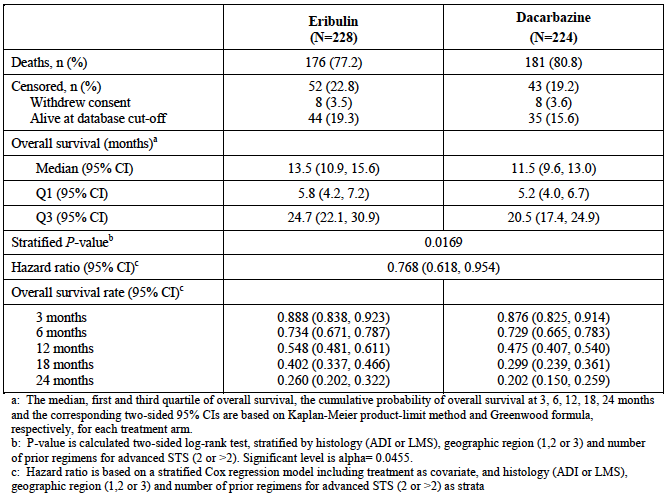 Eribulin Dacarbazine
(N=228) (N=224)
Deaths, n (%) 176 (77.2) 181 (80.8)
Censored, n (%) 52 (22.8) 43 (19.2)
Withdrew consent 8 (3.5) 8 (3.6)
Alive at database cut-off 44 (19.3) 35 (15.6)
Overall survival (months)a
Median (95% CI) 13.5 (10.9, 15.6) 11.5 (9.6, 13.0)
Q1 (95% CI) 5.8 (4.2, 7.2) 5.2 (4.0, 6.7)
Q3 (95% CI) 24.7 (22.1, 30.9) 20.5 (17.4, 24.9)
Stratified P-valueb 0.0169
Hazard ratio (95% CI)c 0.768 (0.618, 0.954)
Overall survival rate (95% CI)c
3 months 0.888 (0.838, 0.923) 0.876 (0.825, 0.914)
6 months 0.734 (0.671, 0.787) 0.729 (0.665, 0.783)
12 months 0.548 (0.481, 0.611) 0.475 (0.407, 0.540)
18 months 0.402 (0.337, 0.466) 0.299 (0.239, 0.361)
24 months 0.260 (0.202, 0.322) 0.202 (0.150, 0.259)
a: The median, first and third quartile of overall survival, the cumulative probability of overall survival at 3, 6, 12, 18, 24 months
and the corresponding two-sided 95% CIs are based on Kaplan-Meier product-limit method and Greenwood formula,
respectively, for each treatment arm.
b: P-value is calculated two-sided log-rank test, stratified by histology (ADI or LMS), geographic region (1,2 or 3) and number
of prior regimens for advanced STS (2 or >2). Significant level is alpha= 0.0455.
c: Hazard ratio is based on a stratified Cox regression model including treatment as covariate, and histology (ADI or LMS),
geographic region (1,2 or 3) and number of prior regimens for advanced STS (2 or >2) as strata